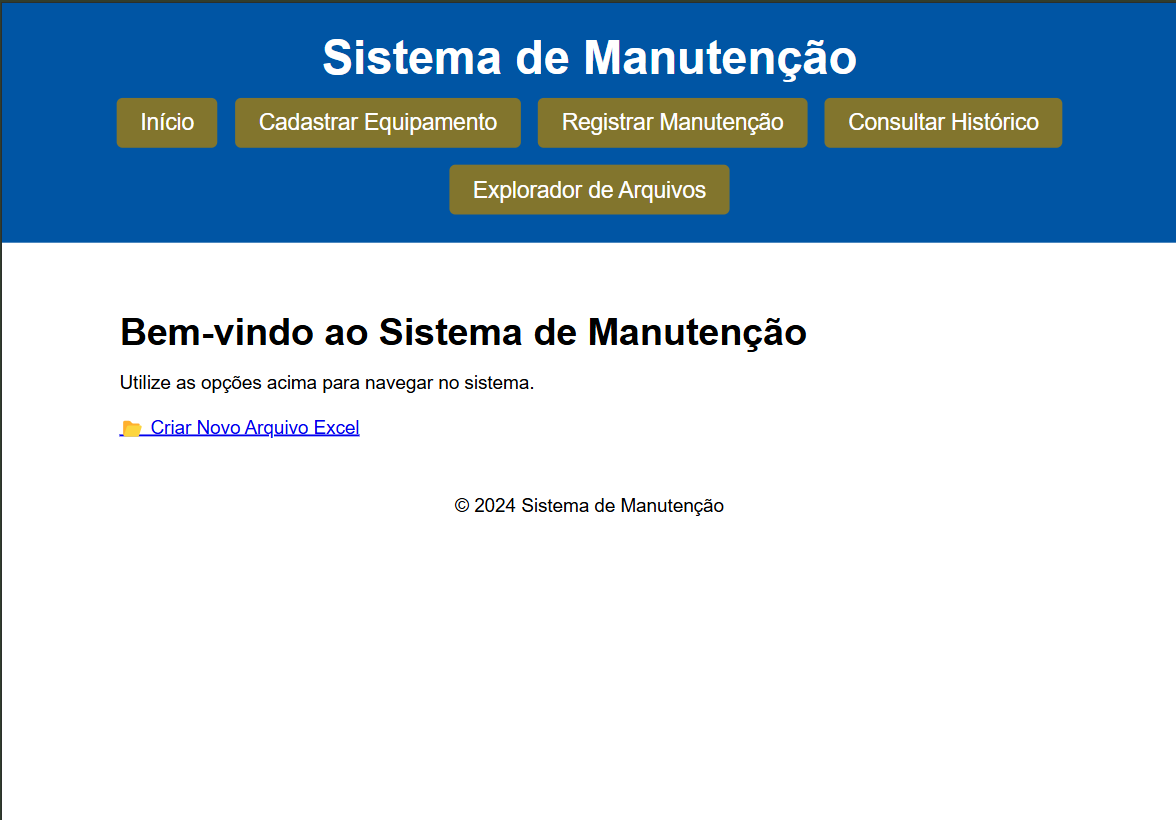 Sistema de Manutenção
Início
Cadastrar Equipamento
Registrar Manutenção
Consultar Histórico
Explorador de Arquivos
Bem-vindo ao Sistema de Manutenção
Utilize as opções acima para navegar no sistema.
📂 Criar Novo Arquivo Excel
© 2024 Sistema de Manutenção